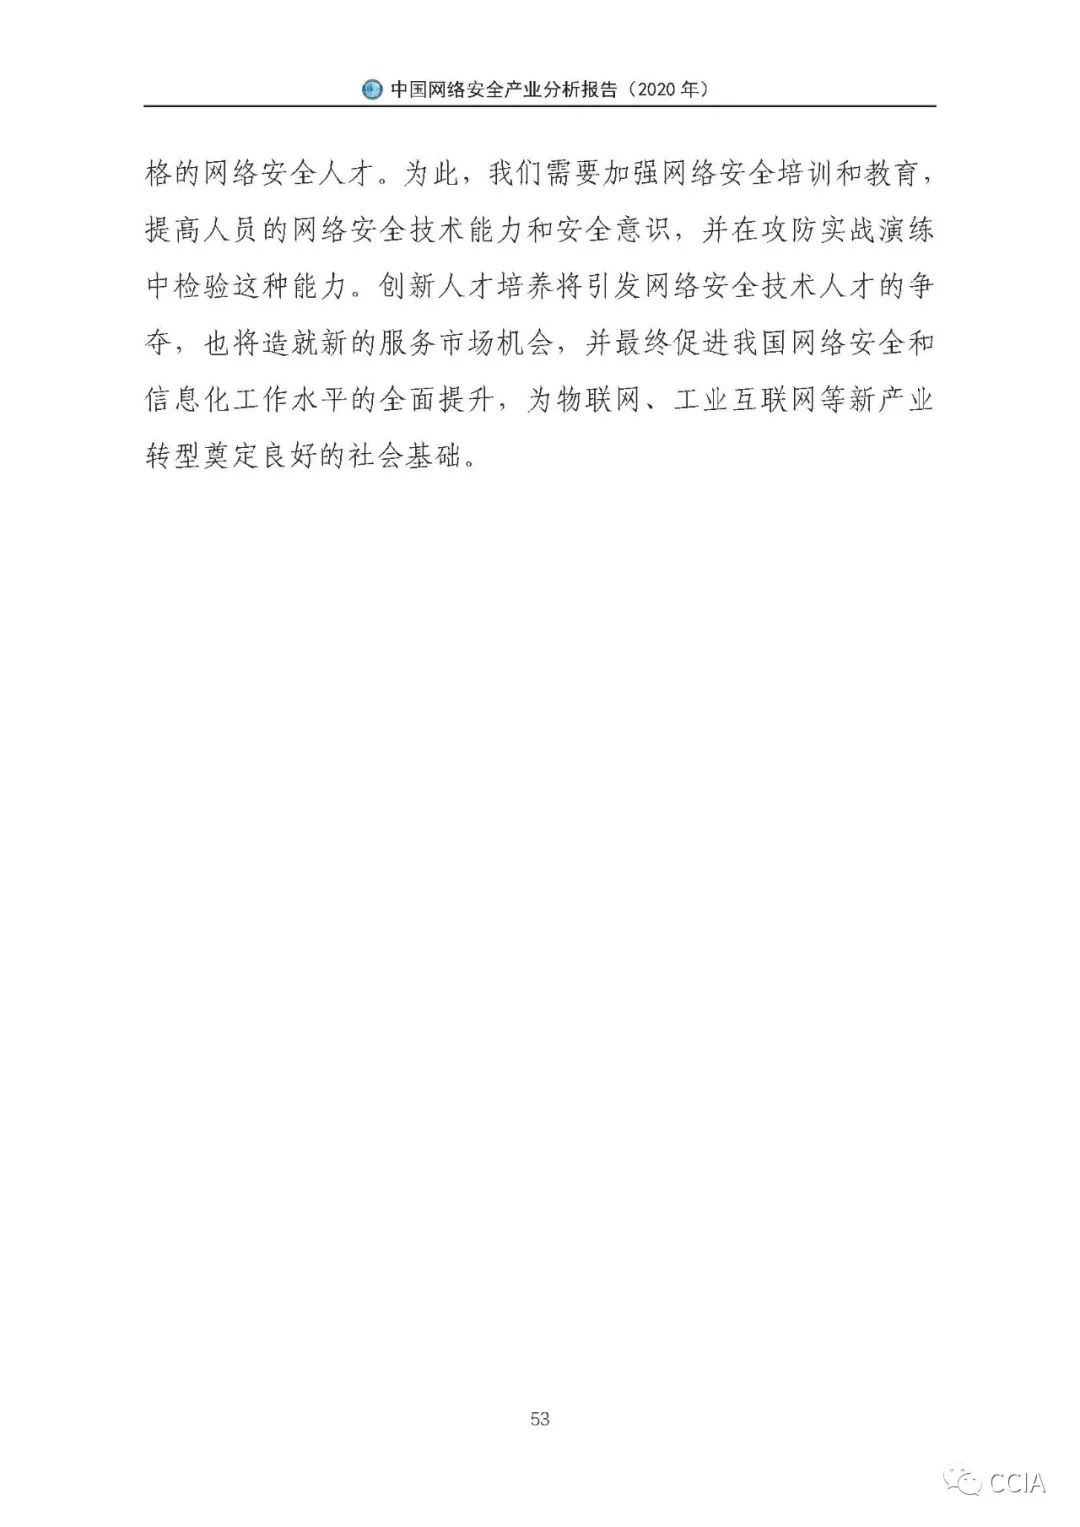 中国网络安全产业分析报告（2020 年）
格的网络安全人才。为此，我们需要加强网络安全培训和教育，
提高人员的网络安全技术能力和安全意识，并在攻防实战演练
中检验这种能力。创新人才培养将引发网络安全技术人才的争
夺，也将造就新的服务市场机会，并最终促进我国网络安全和
信息化工作水平的全面提升，为物联网、工业互联网等新产业
转型奠定良好的社会基础。
53
CCIA